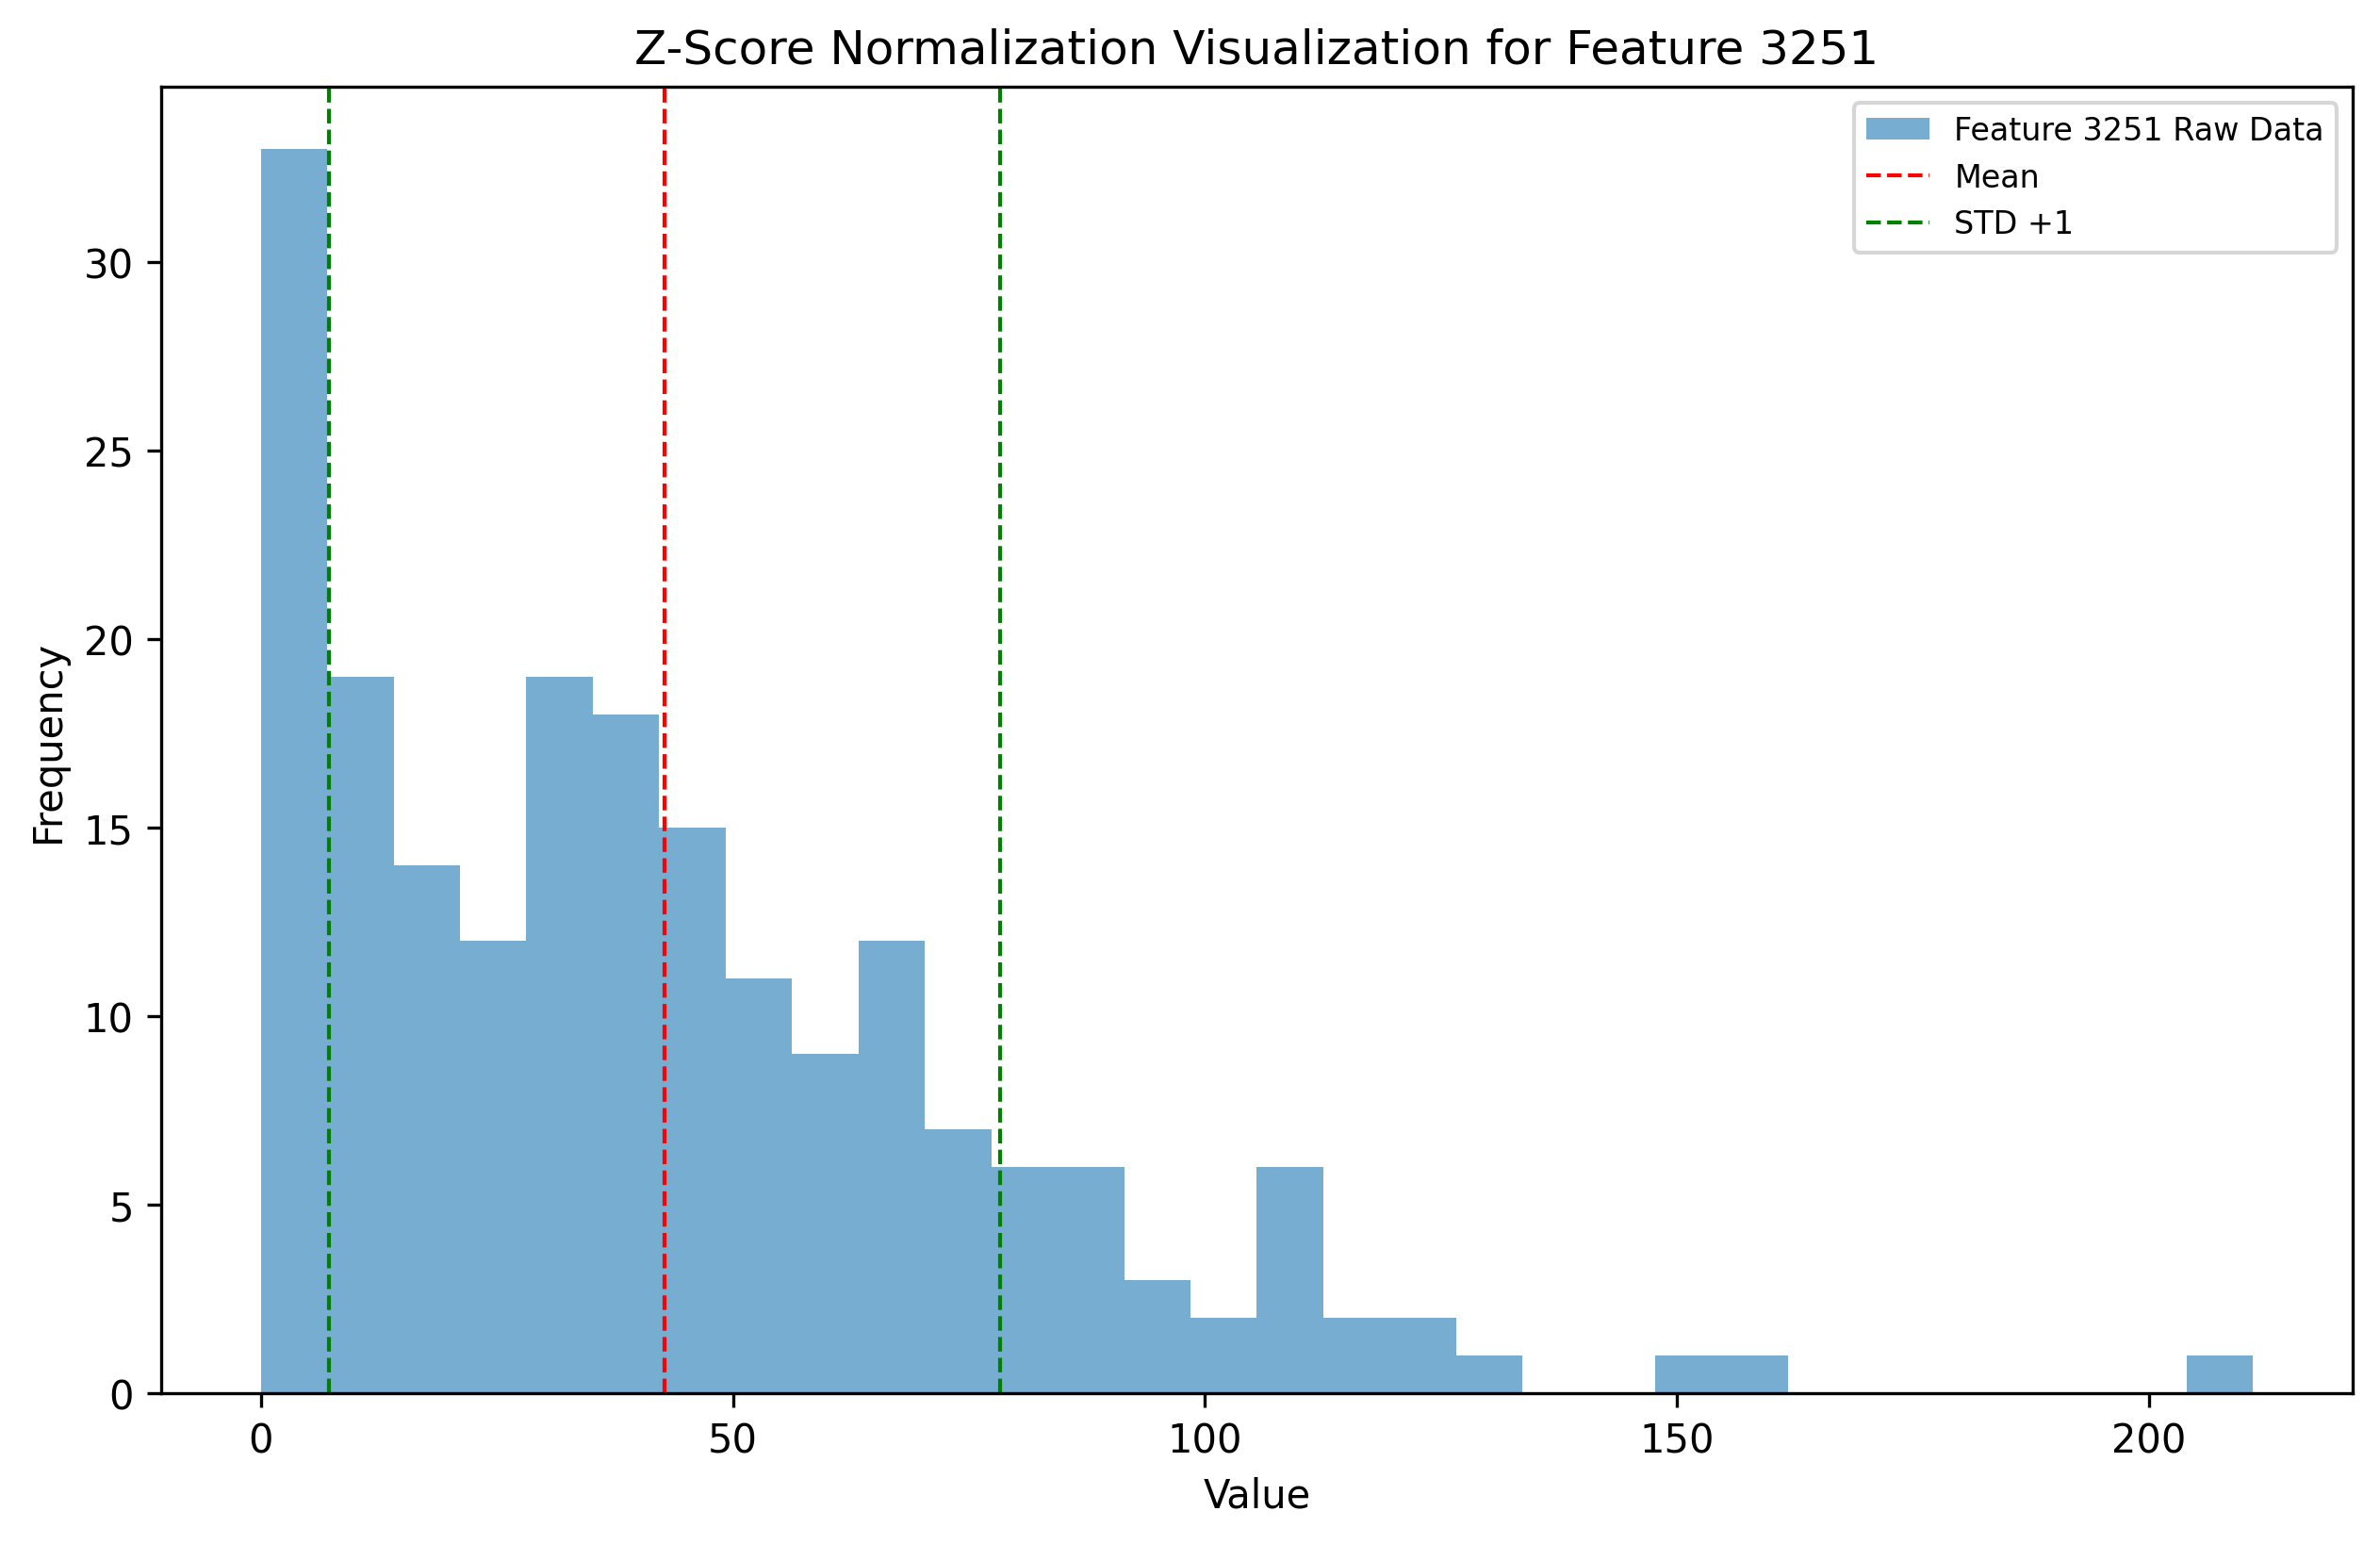 Z-Score Normalization Visualization for Feature 3251
Feature 3251 Raw Data
Mean
STD +1
Frequency
30
25
20
15
10
5
0
0 50 100 150 200
Value